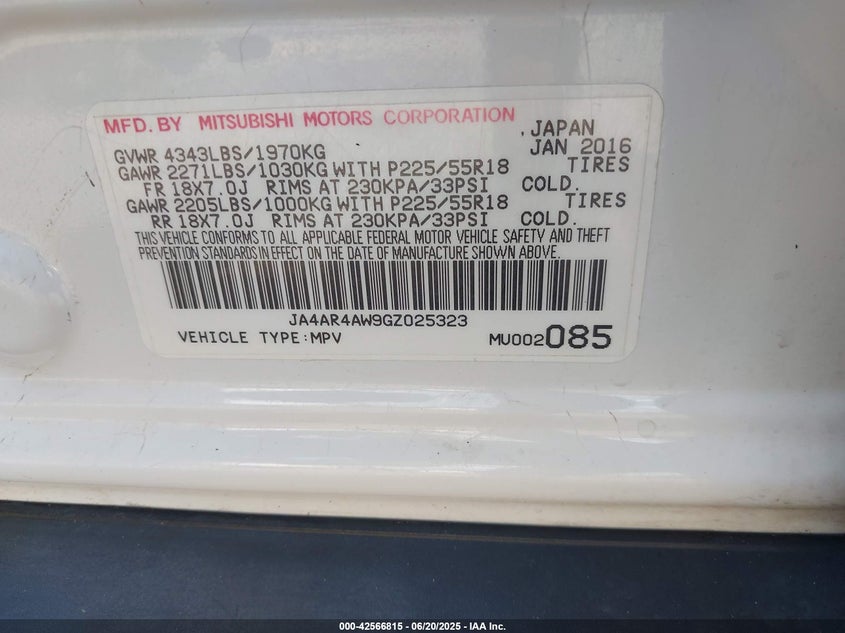 MFD. BY MITSUBISHI MOTORS CORPORATION , JAPAN
GVWR 4343LBS/1970KG JAN 2016
GAWR 2271LBS/1030KG WITH P225/55R18 TIRES
FR 18X7.0J RIMS AT 230KPA/33PSI COLD.
GAWR 2205LBS/1000KG WITH P225/55R18 TIRES
RR 18X7.0J RIMS AT 230KPA/33PSI COLD.
THIS VEHICLE CONFORMS TO ALL APPLICABLE FEDERAL MOTOR VEHICLE SAFETY AND THEFT
PREVENTION STANDARDS IN EFFECT ON THE DATE OF MANUFACTURE SHOWN ABOVE.
JA4AR4AW9GZ025323
VEHICLE TYPE:MPV MU002085
000-42566815 / 06/20/2025 - IAA Inc.